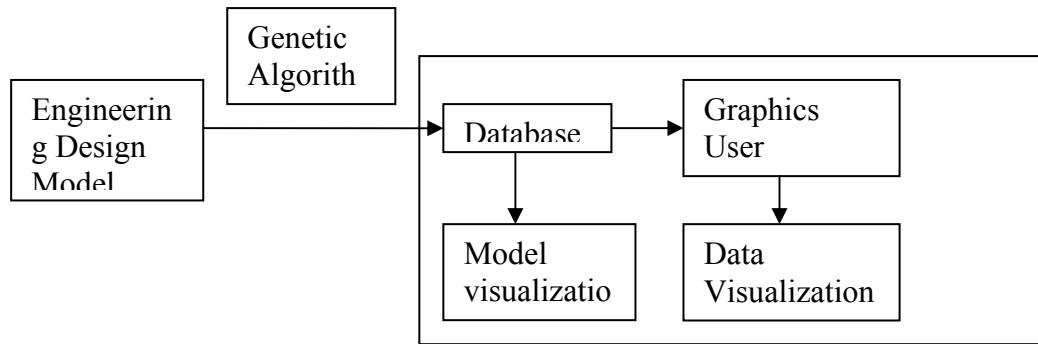 Genetic
Algorith
Engineerin
g Design
Model
Database
Graphics
User
Model
visualizatio
Data
Visualization